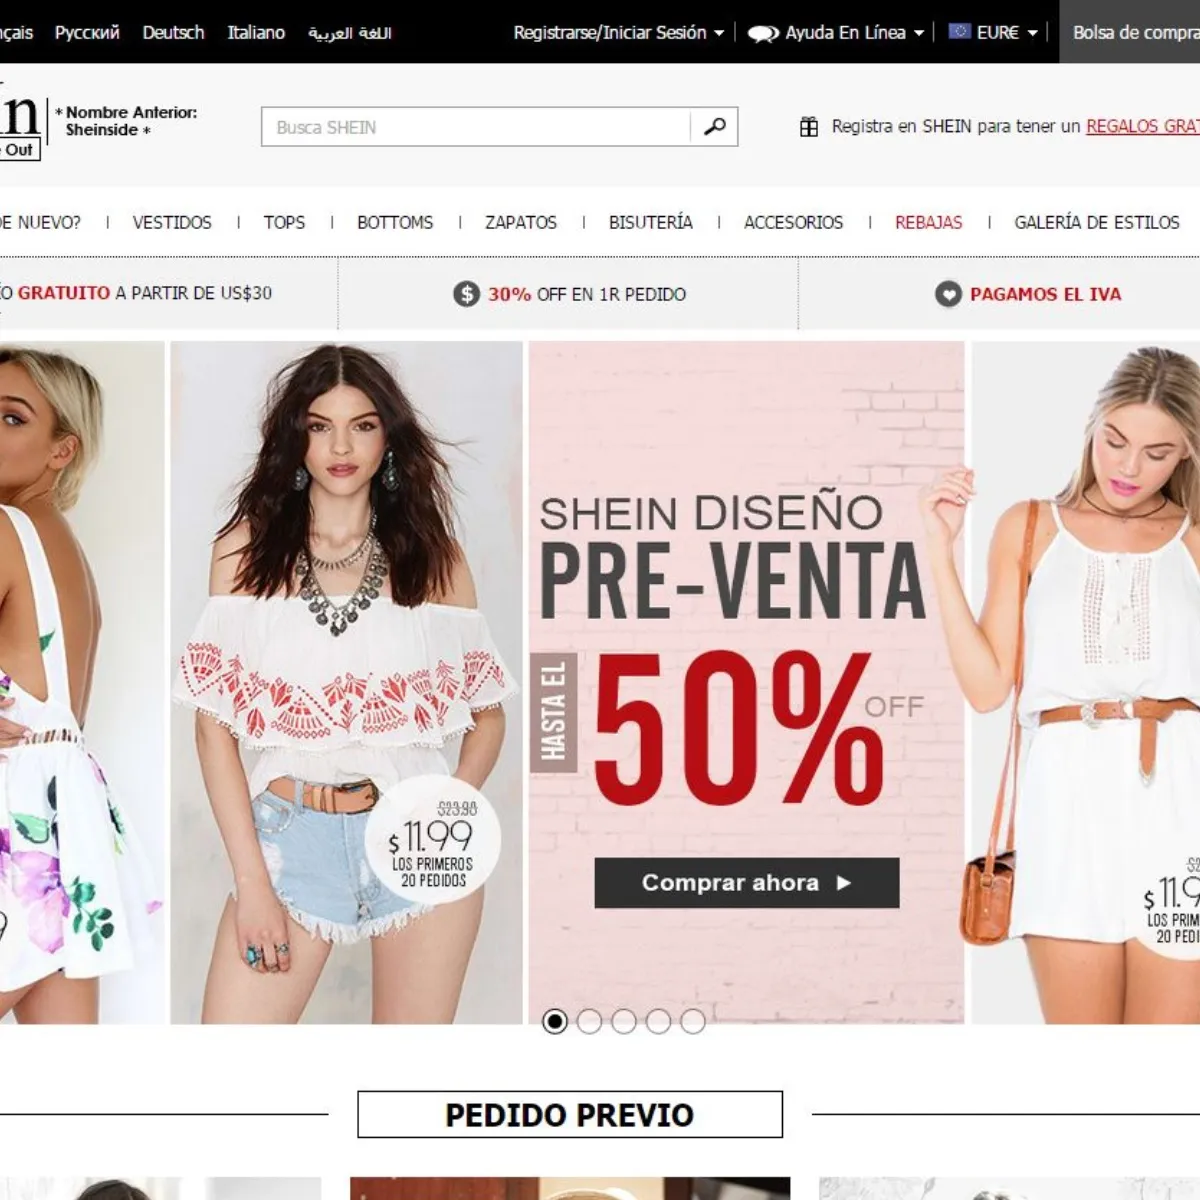 Русский Deutsch Italiano اللغة العربية Registrarse/Iniciar Sesión Ayuda En Línea EUR€ Bolsa de compra
* Nombre Anterior:
Sheinside *
Out
Busca SHEIN
Registra en SHEIN para tener un REGALOS GRAT
DE NUEVO? | VESTIDOS | TOPS | BOTTOMS | ZAPATOS | BISUTERÍA | ACCESORIOS | REBAJAS | GALERÍA DE ESTILOS
GRATUITO A PARTIR DE US$30
$ 30% OFF EN 1R PEDIDO
PAGAMOS EL IVA
$23.98
$11.99
LOS PRIMEROS
20 PEDIDOS
SHEIN DISEÑO
PRE-VENTA
HASTA EL
50% OFF
Comprar ahora
$11.9
LOS PRIM
20 PEDI
PEDIDO PREVIO